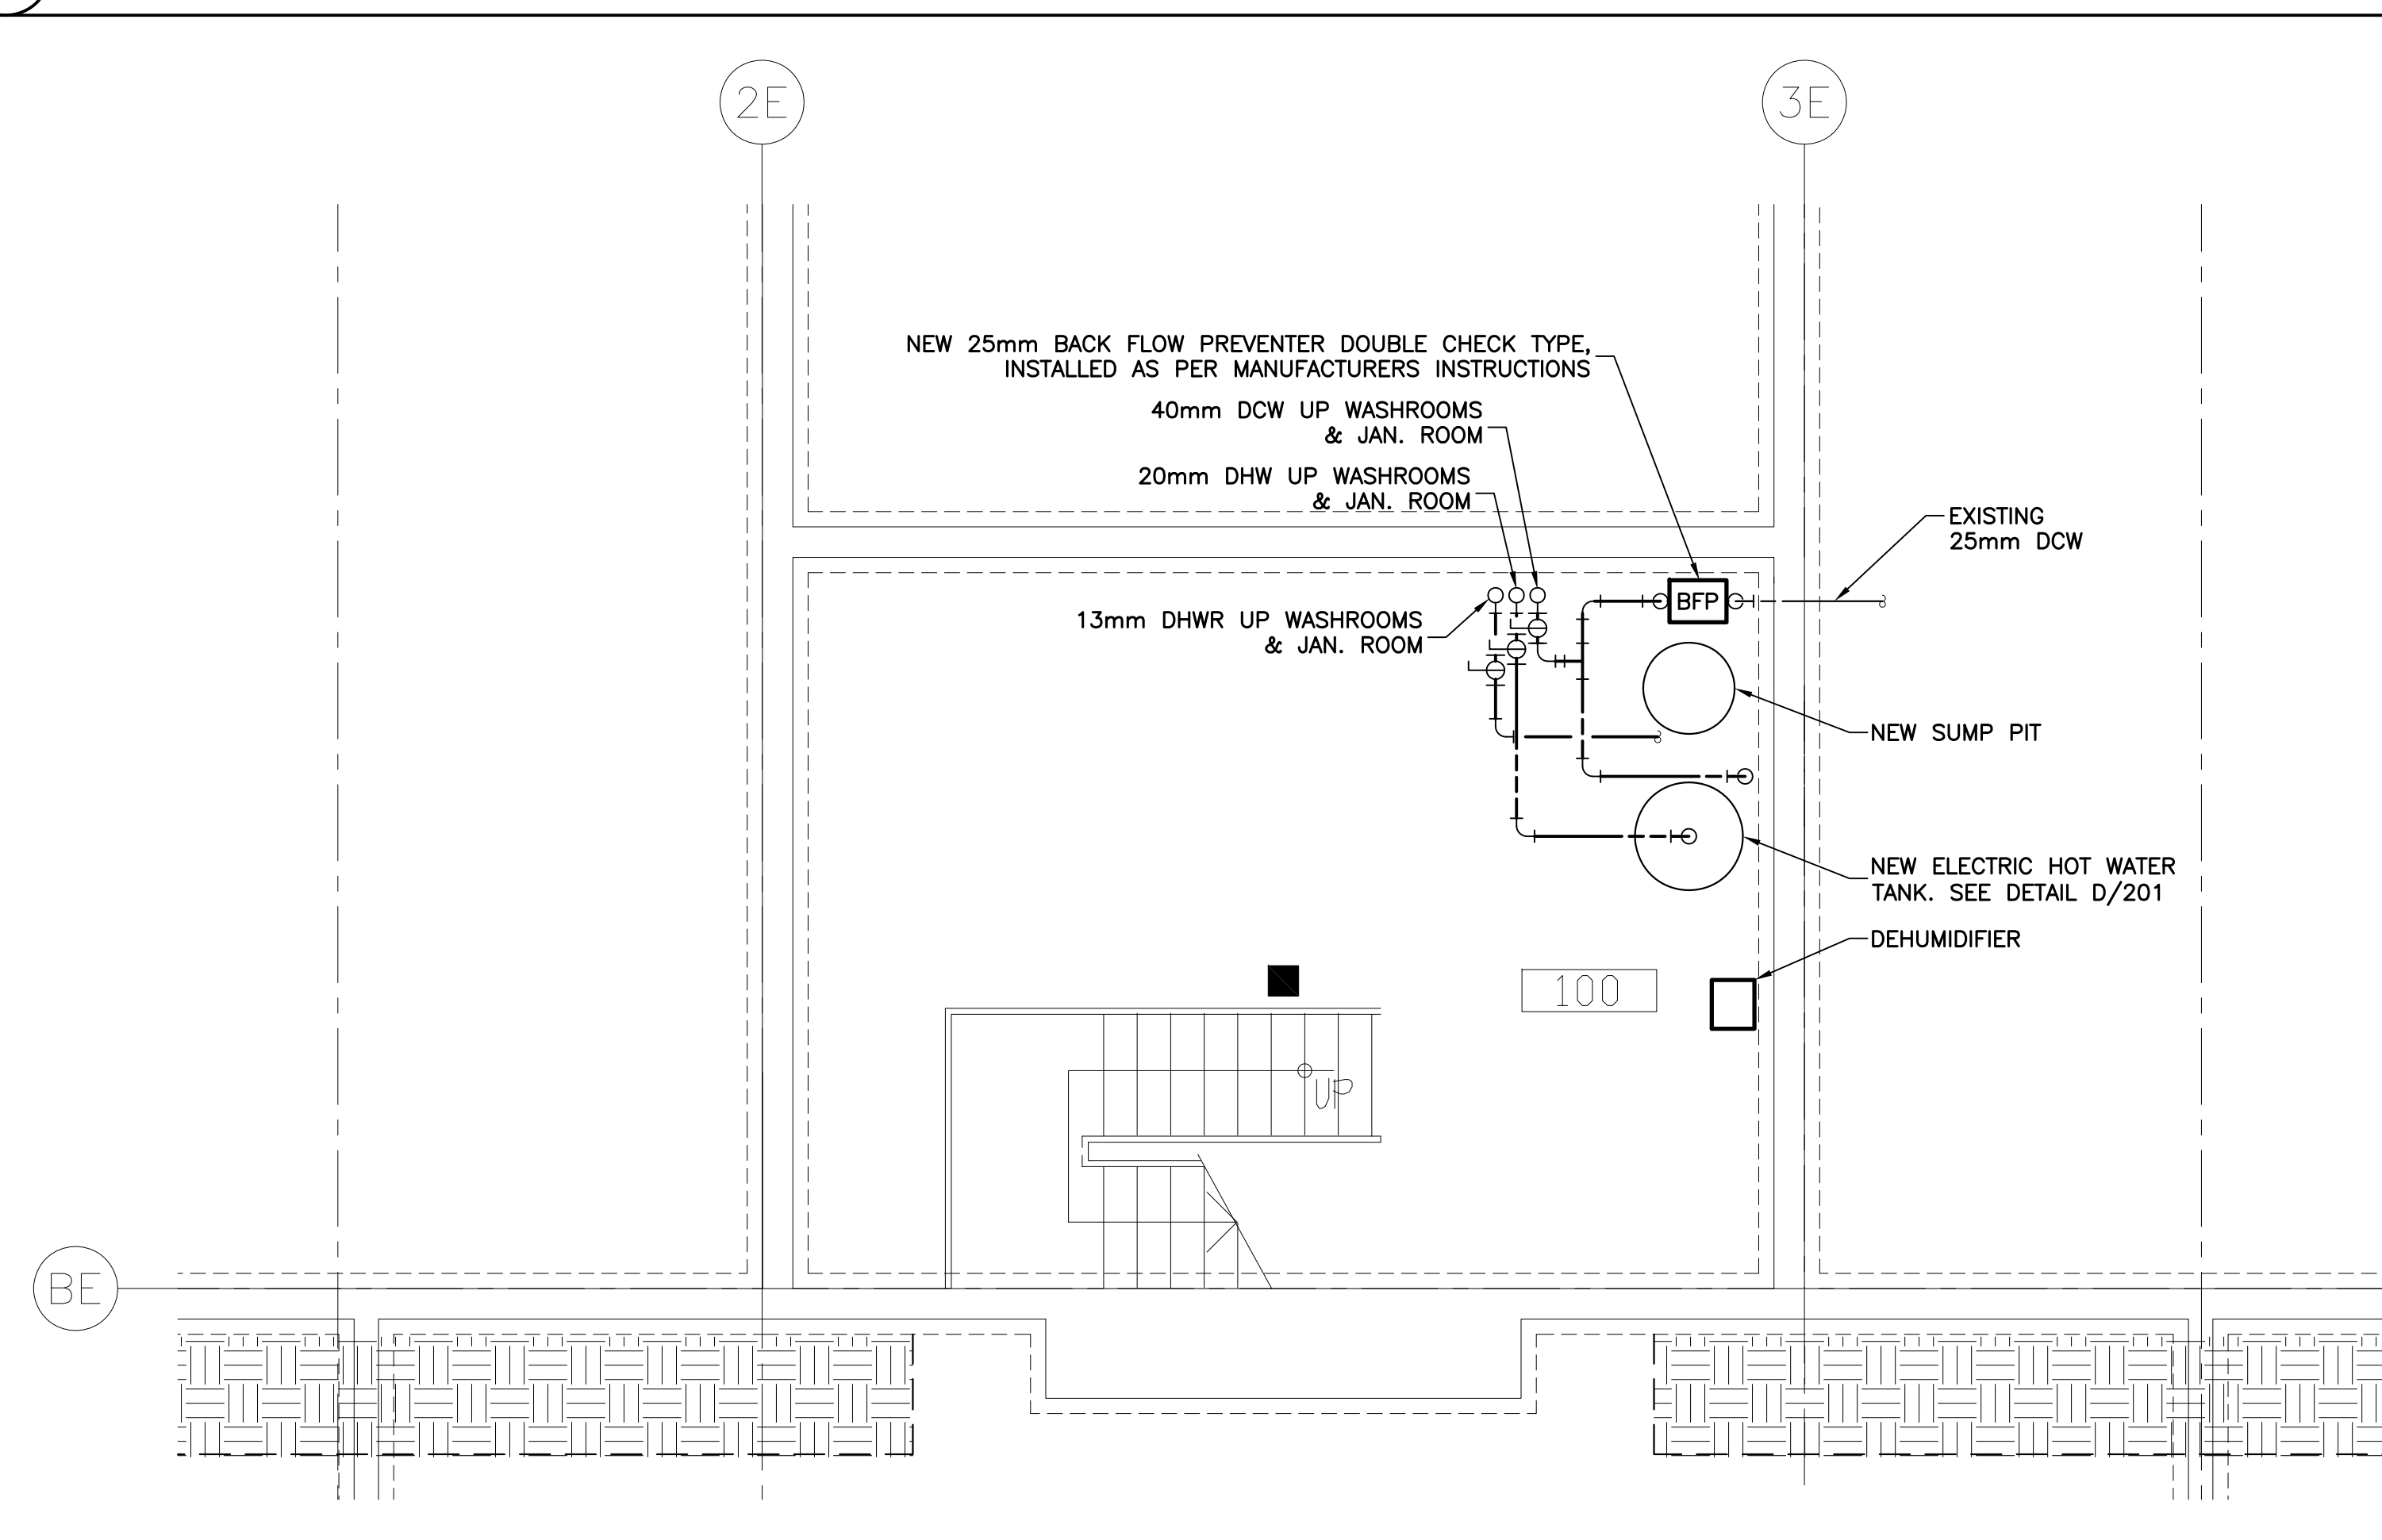 2E
3E
NEW 25mm BACK FLOW PREVENTER DOUBLE CHECK TYPE,
INSTALLED AS PER MANUFACTURERS INSTRUCTIONS
40mm DCW UP WASHROOMS
& JAN. ROOM
20mm DHW UP WASHROOMS
& JAN. ROOM
EXISTING
25mm DCW
BFP
13mm DHWR UP WASHROOMS
& JAN. ROOM
NEW SUMP PIT
NEW ELECTRIC HOT WATER
TANK. SEE DETAIL D/201
DEHUMIDIFIER
100
UP
BE